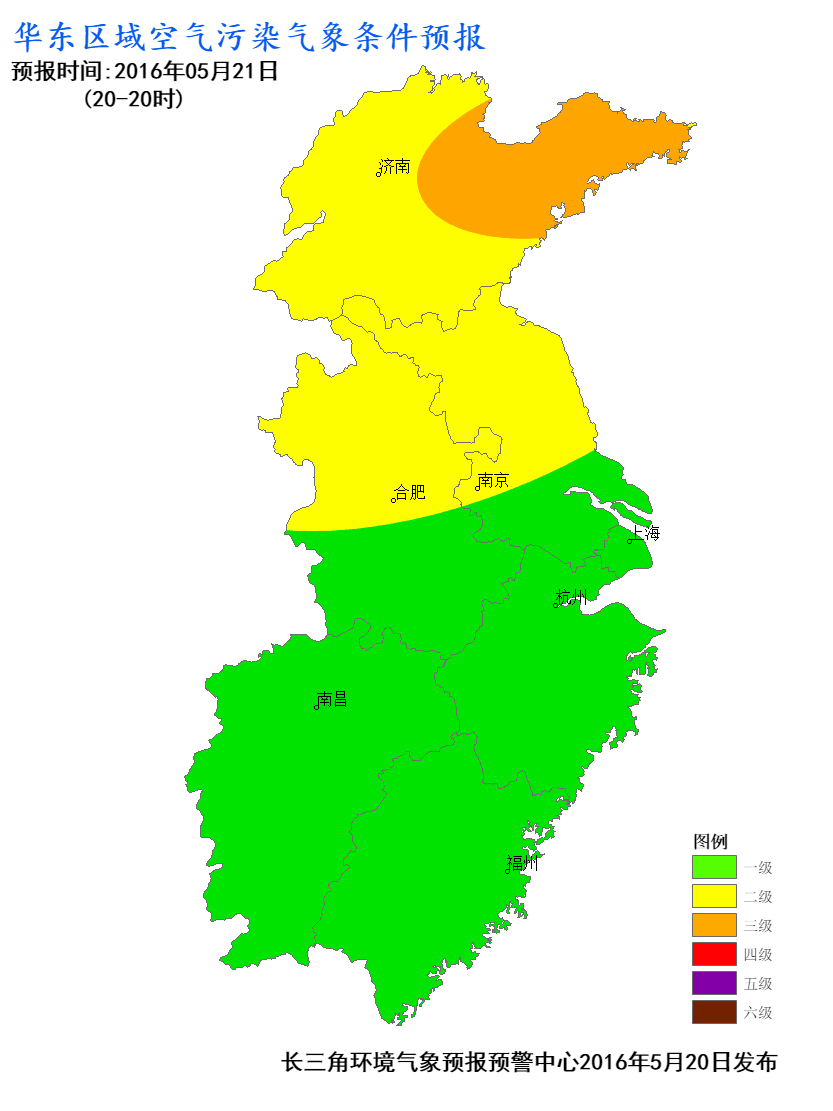 华东区域空气污染气象条件预报
预报时间:2016年05月21日
(20-20时)
济南
南京
合肥
上海
杭州
南昌
福州
图例
一级
二级
三级
四级
五级
六级
长三角环境气象预报预警中心2016年5月20日发布